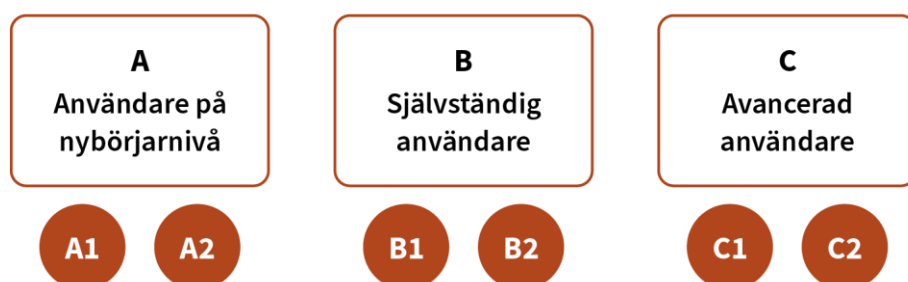 A
Användare på
nybörjarnivå
A1 A2
B
Självständig
användare
B1 B2
C
Avancerad
användare
C1 C2